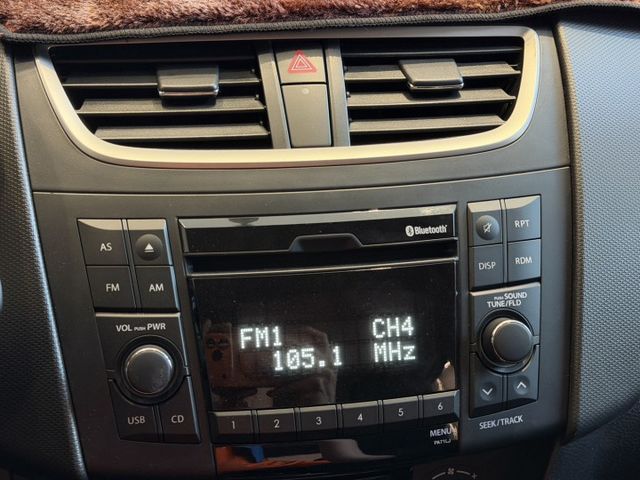 Bluetooth
AS
RPT
DISP
RDM
FM
AM
PUSH SOUND
TUNE/FLD
VOL PUSH PWR
FM1
CH4
105.1
MHz
USB
CD
1
2
3
4
5
6
SEEK/TRACK
MENU